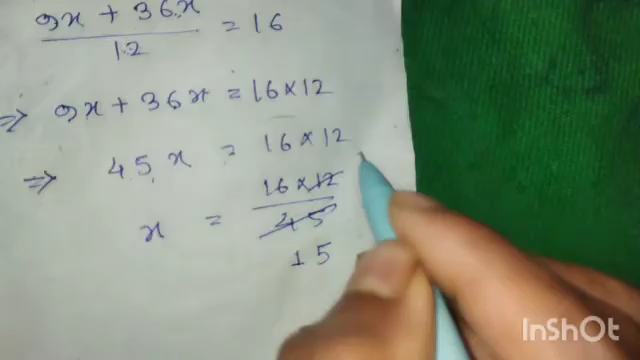 9x + 36x / 12 = 16
⇒ 9x + 36x = 16 × 12
⇒ 45x = 16 × 12
x = 16 × 12 / 45
15
InShOt